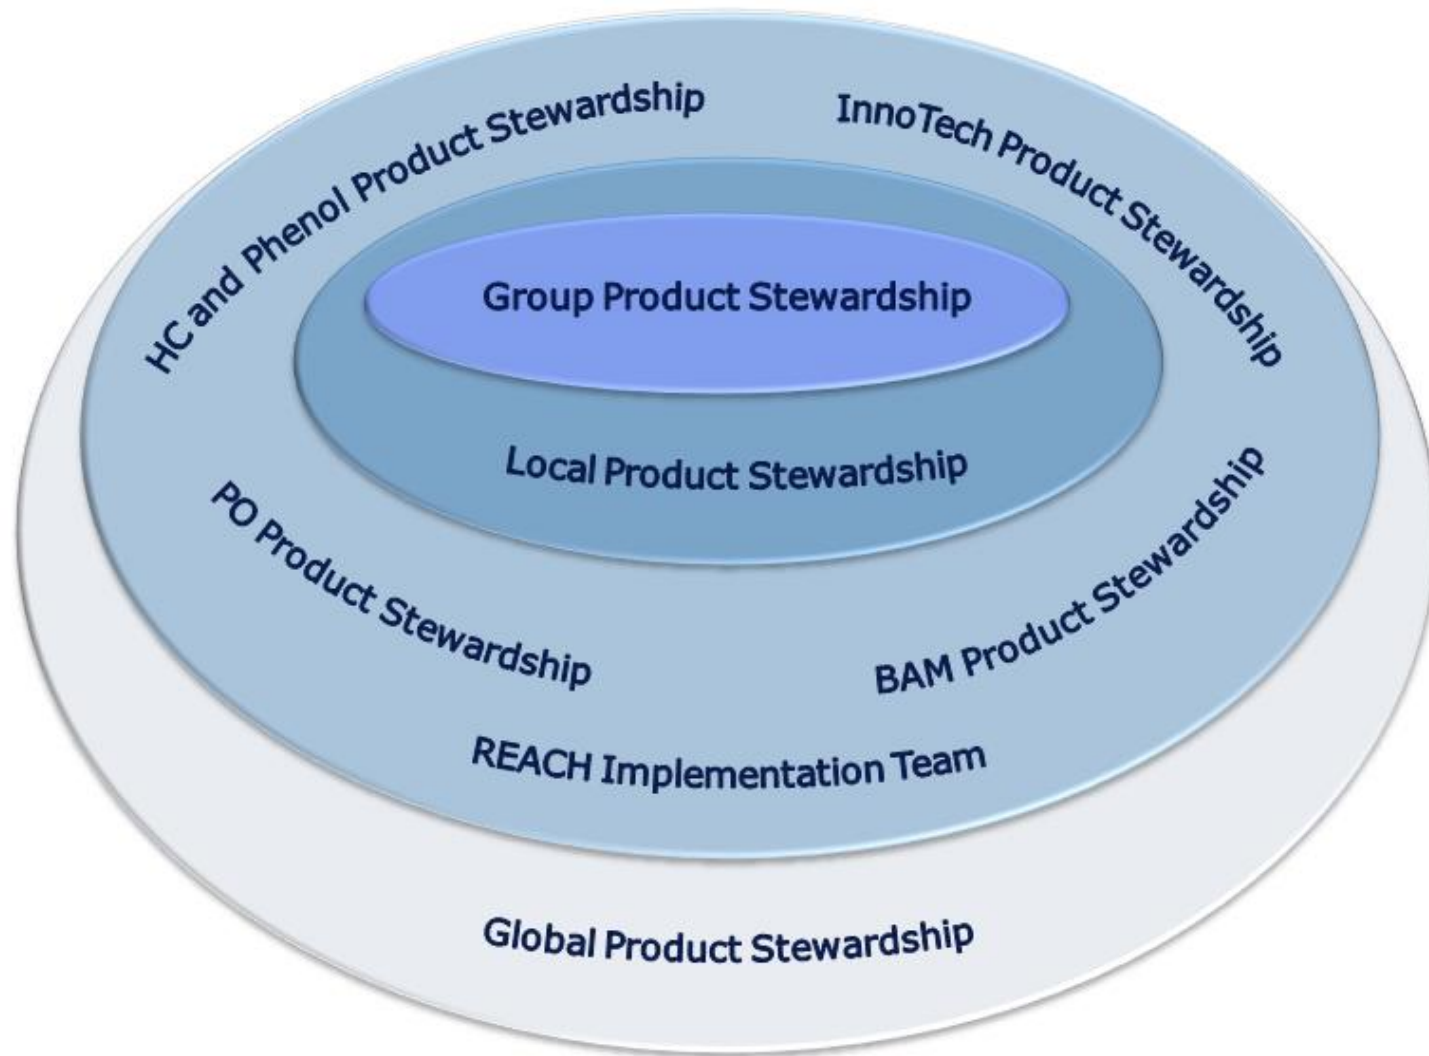 HC and Phenol Product Stewardship
InnoTech Product Stewardship
Group Product Stewardship
Local Product Stewardship
PO Product Stewardship
BAM Product Stewardship
REACH Implementation Team
Global Product Stewardship